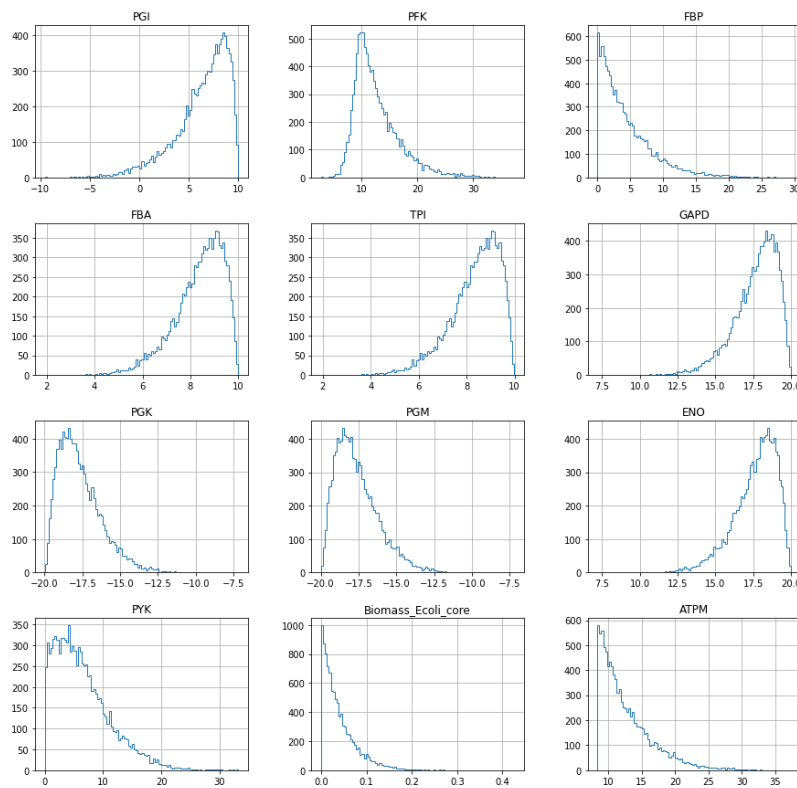 PGI PFK FBP
400 500 600
300 400 500
200 300 400
100 200 300
0 100 200
0 100
0
−10 −5 0 5 10 10 20 30 0 5 10 15 20 25 30
FBA TPI GAPD
350 350 400
300 300 300
250 250 200
200 200 100
150 150 0
100 100
50 50
0 0
2 4 6 8 10 2 4 6 8 10 7.5 10.0 12.5 15.0 17.5 20.0
PGK PGM ENO
400 400 400
300 300 300
200 200 200
100 100 100
0 0 0
−20.0 −17.5 −15.0 −12.5 −10.0 −7.5 −20.0 −17.5 −15.0 −12.5 −10.0 −7.5 7.5 10.0 12.5 15.0 17.5 20.0
PYK Biomass_Ecoli_core ATPM
350 1000 600
300 800 500
250 600 400
200 400 300
150 200 200
100 0 100
50 0
0
0 10 20 30 0.0 0.1 0.2 0.3 0.4 10 15 20 25 30 35